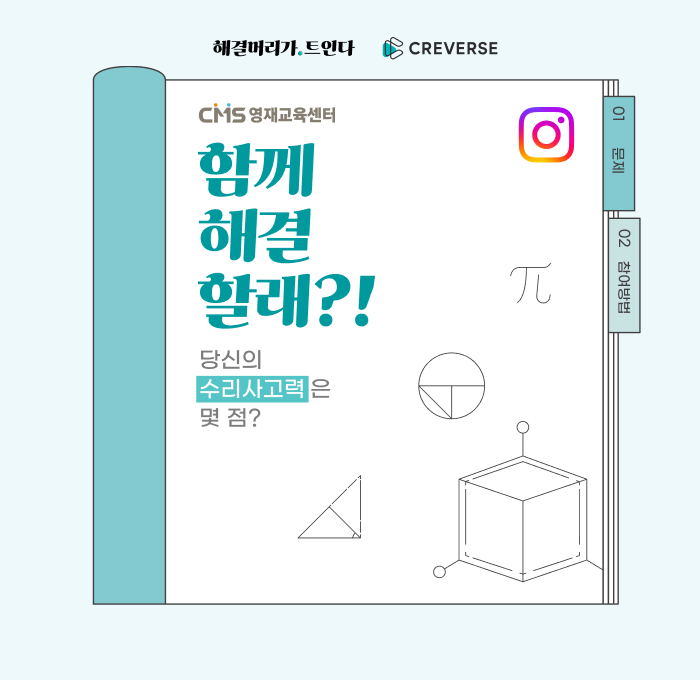 해결머리가.트인다
CREVERSE
CMS 영재교육센터
함께
해결
할래?!
당신의
수리사고력은
몇 점?
π
01 문제
02 참여방법